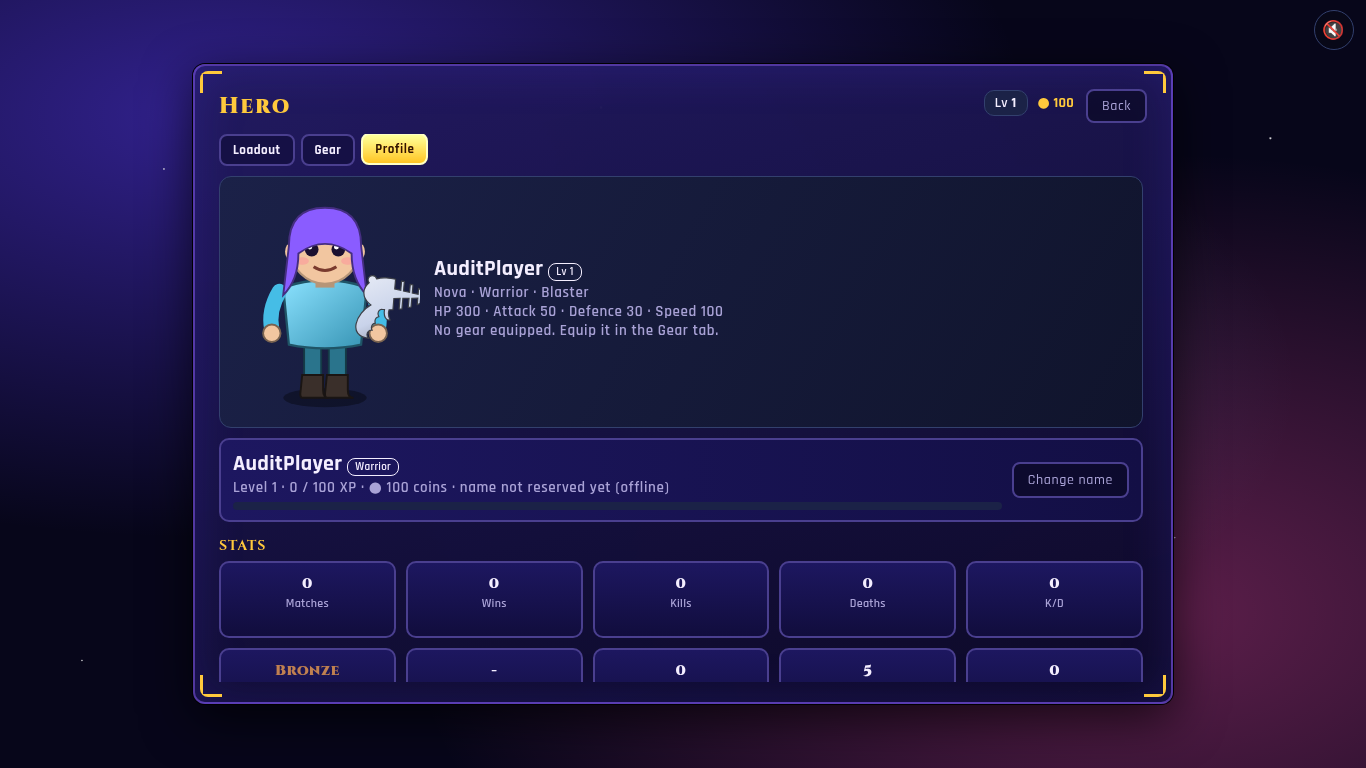 Hero
Lv 1
100
Back
Loadout
Gear
Profile
AuditPlayer Lv 1
Nova · Warrior · Blaster
HP 300 · Attack 50 · Defence 30 · Speed 100
No gear equipped. Equip it in the Gear tab.
AuditPlayer Warrior
Level 1 · 0 / 100 XP · 100 coins · name not reserved yet (offline)
Change name
STATS
0
Matches
0
Wins
0
Kills
0
Deaths
0
K/D
Bronze
-
0
5
0